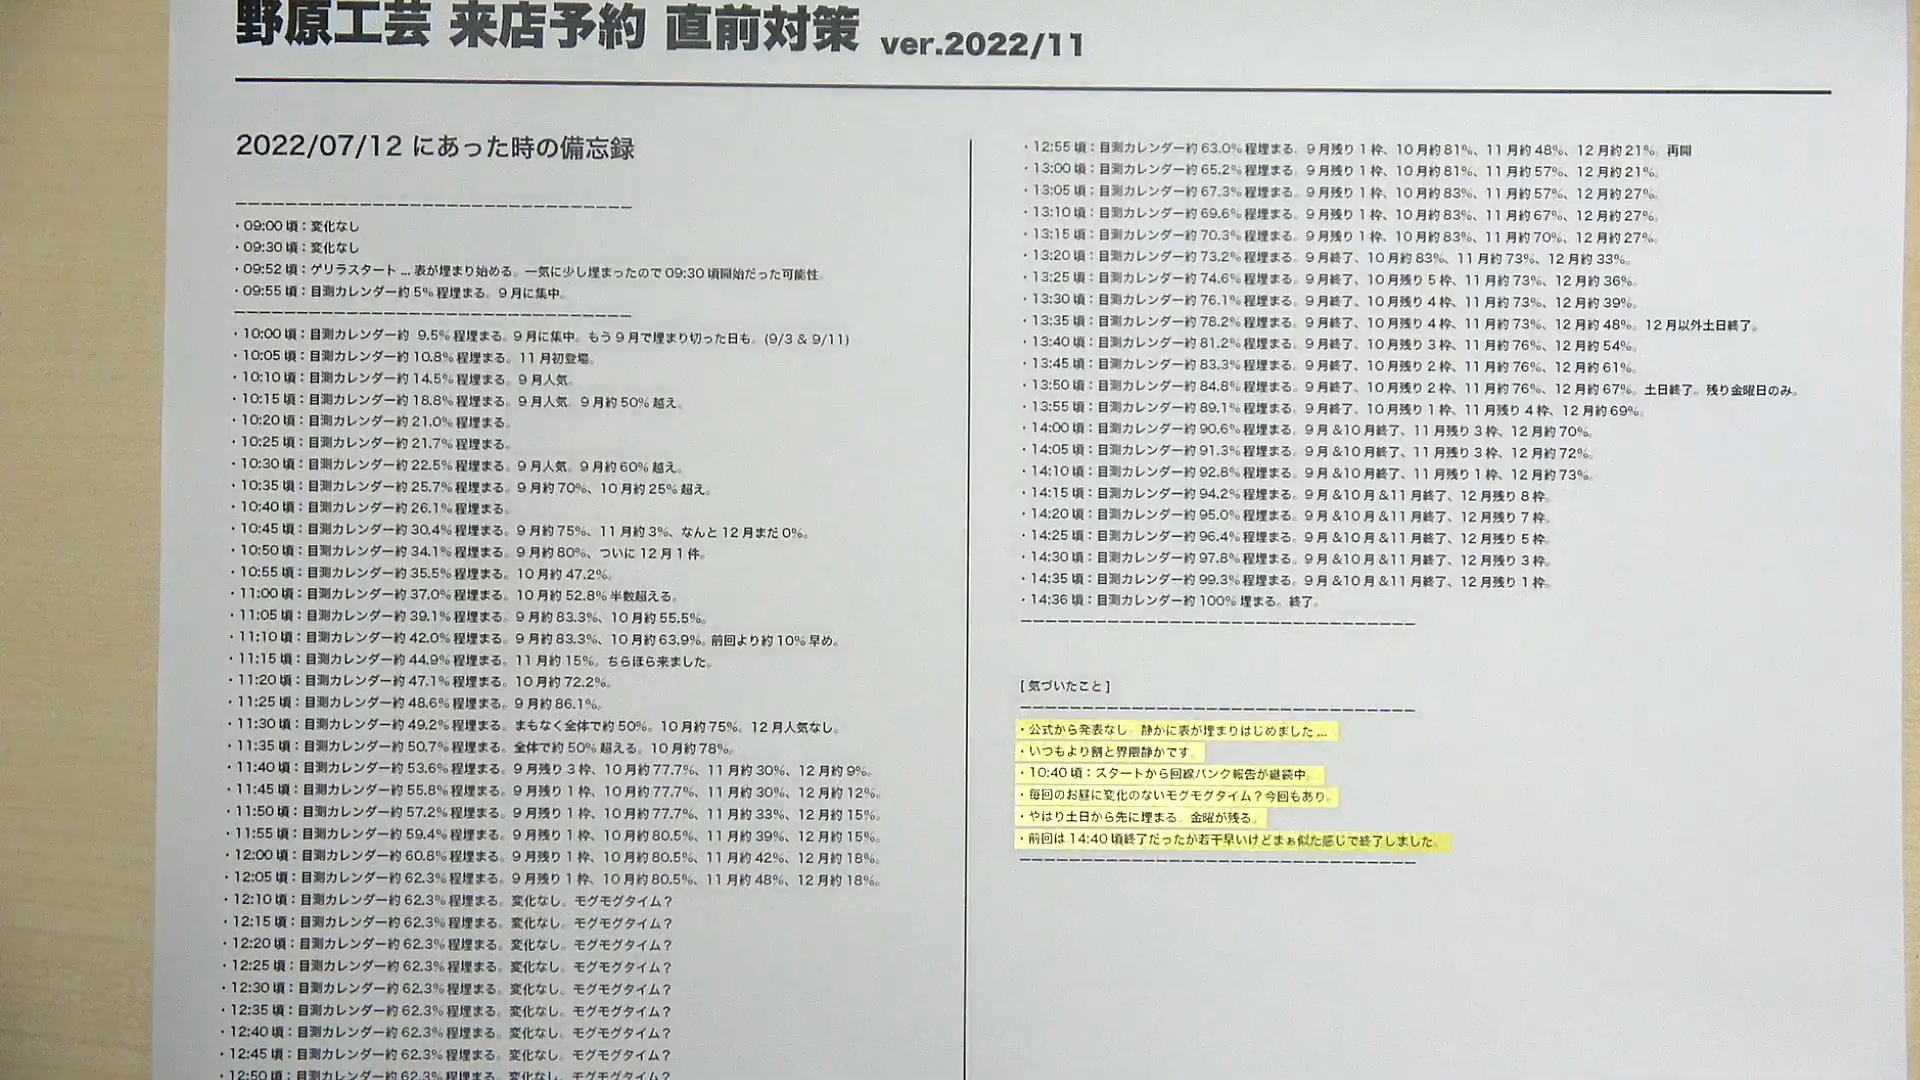 野原工芸 来店予約 直前対策 ver.2022/11
2022/07/12 にあった時の備忘録
・09:00 頃：変化なし
・09:30 頃：変化なし
・09:52 頃：ゲリラスタート ... 表が埋まり始める。一気に少し埋まったので 09:30 頃開始だった可能性。
・09:55 頃：目測カレンダー約 5% 程埋まる。9 月に集中。
・10:00 頃：目測カレンダー約 9.5% 程埋まる。9 月に集中。もう 9 月で埋まり切った日も。(9/3 & 9/11)
・10:05 頃：目測カレンダー約 10.8% 程埋まる。11 月初登場。
・10:10 頃：目測カレンダー約 14.5% 程埋まる。9 月人気。
・10:15 頃：目測カレンダー約 18.8% 程埋まる。9 月人気。9 月約 50% 越え。
・10:20 頃：目測カレンダー約 21.0% 程埋まる。
・10:25 頃：目測カレンダー約 21.7% 程埋まる。
・10:30 頃：目測カレンダー約 22.5% 程埋まる。9 月人気。9 月約 60% 越え。
・10:35 頃：目測カレンダー約 25.7% 程埋まる。9 月約 70%、10 月約 25% 超え。
・10:40 頃：目測カレンダー約 26.1% 程埋まる。
・10:45 頃：目測カレンダー約 30.4% 程埋まる。9 月約 75%、11 月約 3%、なんと 12 月まだ 0%。
・10:50 頃：目測カレンダー約 34.1% 程埋まる。9 月約 80%、ついに 12 月 1 件。
・10:55 頃：目測カレンダー約 35.5% 程埋まる。10 月約 47.2%。
・11:00 頃：目測カレンダー約 37.0% 程埋まる。10 月約 52.8% 半数超える。
・11:05 頃：目測カレンダー約 39.1% 程埋まる。9 月約 83.3%、10 月約 55.5%。
・11:10 頃：目測カレンダー約 42.0% 程埋まる。9 月約 83.3%、10 月約 63.9%。前回より約 10% 早め。
・11:15 頃：目測カレンダー約 44.9% 程埋まる。11 月約 15%。ちらほら来ました。
・11:20 頃：目測カレンダー約 47.1% 程埋まる。10 月約 72.2%。
・11:25 頃：目測カレンダー約 48.6% 程埋まる。9 月約 86.1%。
・11:30 頃：目測カレンダー約 49.2% 程埋まる。まもなく全体で約 50%。10 月約 75%。12 月人気なし。
・11:35 頃：目測カレンダー約 50.7% 程埋まる。全体で約 50% 超える。10 月約 78%。
・11:40 頃：目測カレンダー約 53.6% 程埋まる。9 月残り 3 枠、10 月約 77.7%、11 月約 30%、12 月約 9%。
・11:45 頃：目測カレンダー約 55.8% 程埋まる。9 月残り 1 枠、10 月約 77.7%、11 月約 30%、12 月約 12%。
・11:50 頃：目測カレンダー約 57.2% 程埋まる。9 月残り 1 枠、10 月約 77.7%、11 月約 33%、12 月約 15%。
・11:55 頃：目測カレンダー約 59.4% 程埋まる。9 月残り 1 枠、10 月約 80.5%、11 月約 39%、12 月約 15%。
・12:00 頃：目測カレンダー約 60.8% 程埋まる。9 月残り 1 枠、10 月約 80.5%、11 月約 42%、12 月約 18%。
・12:05 頃：目測カレンダー約 62.3% 程埋まる。9 月残り 1 枠、10 月約 80.5%、11 月約 48%、12 月約 18%。
・12:10 頃：目測カレンダー約 62.3% 程埋まる。変化なし。モグモグタイム？
・12:15 頃：目測カレンダー約 62.3% 程埋まる。変化なし。モグモグタイム？
・12:20 頃：目測カレンダー約 62.3% 程埋まる。変化なし。モグモグタイム？
・12:25 頃：目測カレンダー約 62.3% 程埋まる。変化なし。モグモグタイム？
・12:30 頃：目測カレンダー約 62.3% 程埋まる。変化なし。モグモグタイム？
・12:35 頃：目測カレンダー約 62.3% 程埋まる。変化なし。モグモグタイム？
・12:40 頃：目測カレンダー約 62.3% 程埋まる。変化なし。モグモグタイム？
・12:45 頃：目測カレンダー約 62.3% 程埋まる。変化なし。モグモグタイム？
・12:50 頃：目測カレンダー約 62.3% 程埋まる。変化なし。モグモグタイム？
・12:55 頃：目測カレンダー約 63.0% 程埋まる。9 月残り 1 枠、10 月約 81%、11 月約 48%、12 月約 21%。再開
・13:00 頃：目測カレンダー約 65.2% 程埋まる。9 月残り 1 枠、10 月約 81%、11 月約 57%、12 月約 21%。
・13:05 頃：目測カレンダー約 67.3% 程埋まる。9 月残り 1 枠、10 月約 83%、11 月約 57%、12 月約 27%。
・13:10 頃：目測カレンダー約 69.6% 程埋まる。9 月残り 1 枠、10 月約 83%、11 月約 67%、12 月約 27%。
・13:15 頃：目測カレンダー約 70.3% 程埋まる。9 月残り 1 枠、10 月約 83%、11 月約 70%、12 月約 27%。
・13:20 頃：目測カレンダー約 73.2% 程埋まる。9 月終了、10 月約 83%、11 月約 73%、12 月約 33%。
・13:25 頃：目測カレンダー約 74.6% 程埋まる。9 月終了、10 月残り 5 枠、11 月約 73%、12 月約 36%。
・13:30 頃：目測カレンダー約 76.1% 程埋まる。9 月終了、10 月残り 4 枠、11 月約 73%、12 月約 39%。
・13:35 頃：目測カレンダー約 78.2% 程埋まる。9 月終了、10 月残り 4 枠、11 月約 73%、12 月約 48%。12 月以外土日終了。
・13:40 頃：目測カレンダー約 81.2% 程埋まる。9 月終了、10 月残り 3 枠、11 月約 76%、12 月約 54%。
・13:45 頃：目測カレンダー約 83.3% 程埋まる。9 月終了、10 月残り 2 枠、11 月約 76%、12 月約 61%。
・13:50 頃：目測カレンダー約 84.8% 程埋まる。9 月終了、10 月残り 2 枠、11 月約 76%、12 月約 67%。土日終了。残り金曜日のみ。
・13:55 頃：目測カレンダー約 89.1% 程埋まる。9 月終了、10 月残り 1 枠、11 月残り 4 枠、12 月約 69%。
・14:00 頃：目測カレンダー約 90.6% 程埋まる。9 月 &10 月終了、11 月残り 3 枠、12 月約 70%。
・14:05 頃：目測カレンダー約 91.3% 程埋まる。9 月 &10 月終了、11 月残り 3 枠、12 月約 72%。
・14:10 頃：目測カレンダー約 92.8% 程埋まる。9 月 &10 月終了、11 月残り 1 枠、12 月約 73%。
・14:15 頃：目測カレンダー約 94.2% 程埋まる。9 月 &10 月 &11 月終了、12 月残り 8 枠。
・14:20 頃：目測カレンダー約 95.0% 程埋まる。9 月 &10 月 &11 月終了、12 月残り 7 枠。
・14:25 頃：目測カレンダー約 96.4% 程埋まる。9 月 &10 月 &11 月終了、12 月残り 5 枠。
・14:30 頃：目測カレンダー約 97.8% 程埋まる。9 月 &10 月 &11 月終了、12 月残り 3 枠。
・14:35 頃：目測カレンダー約 99.3% 程埋まる。9 月 &10 月 &11 月終了、12 月残り 1 枠。
・14:36 頃：目測カレンダー約 100% 埋まる。終了。
[ 気づいたこと ]
・公式から発表なし。静かに表が埋まりはじめました ...
・いつもより割と界隈静かです。
・10:40 頃：スタートから回線パンク報告が継続中。
・毎回のお昼に変化のないモグモグタイム？今回もあり。
・やはり土日から先に埋まる。金曜が残る。
・前回は 14:40 頃終了だったが若干早いけどまぁ似た感じで終了しました。